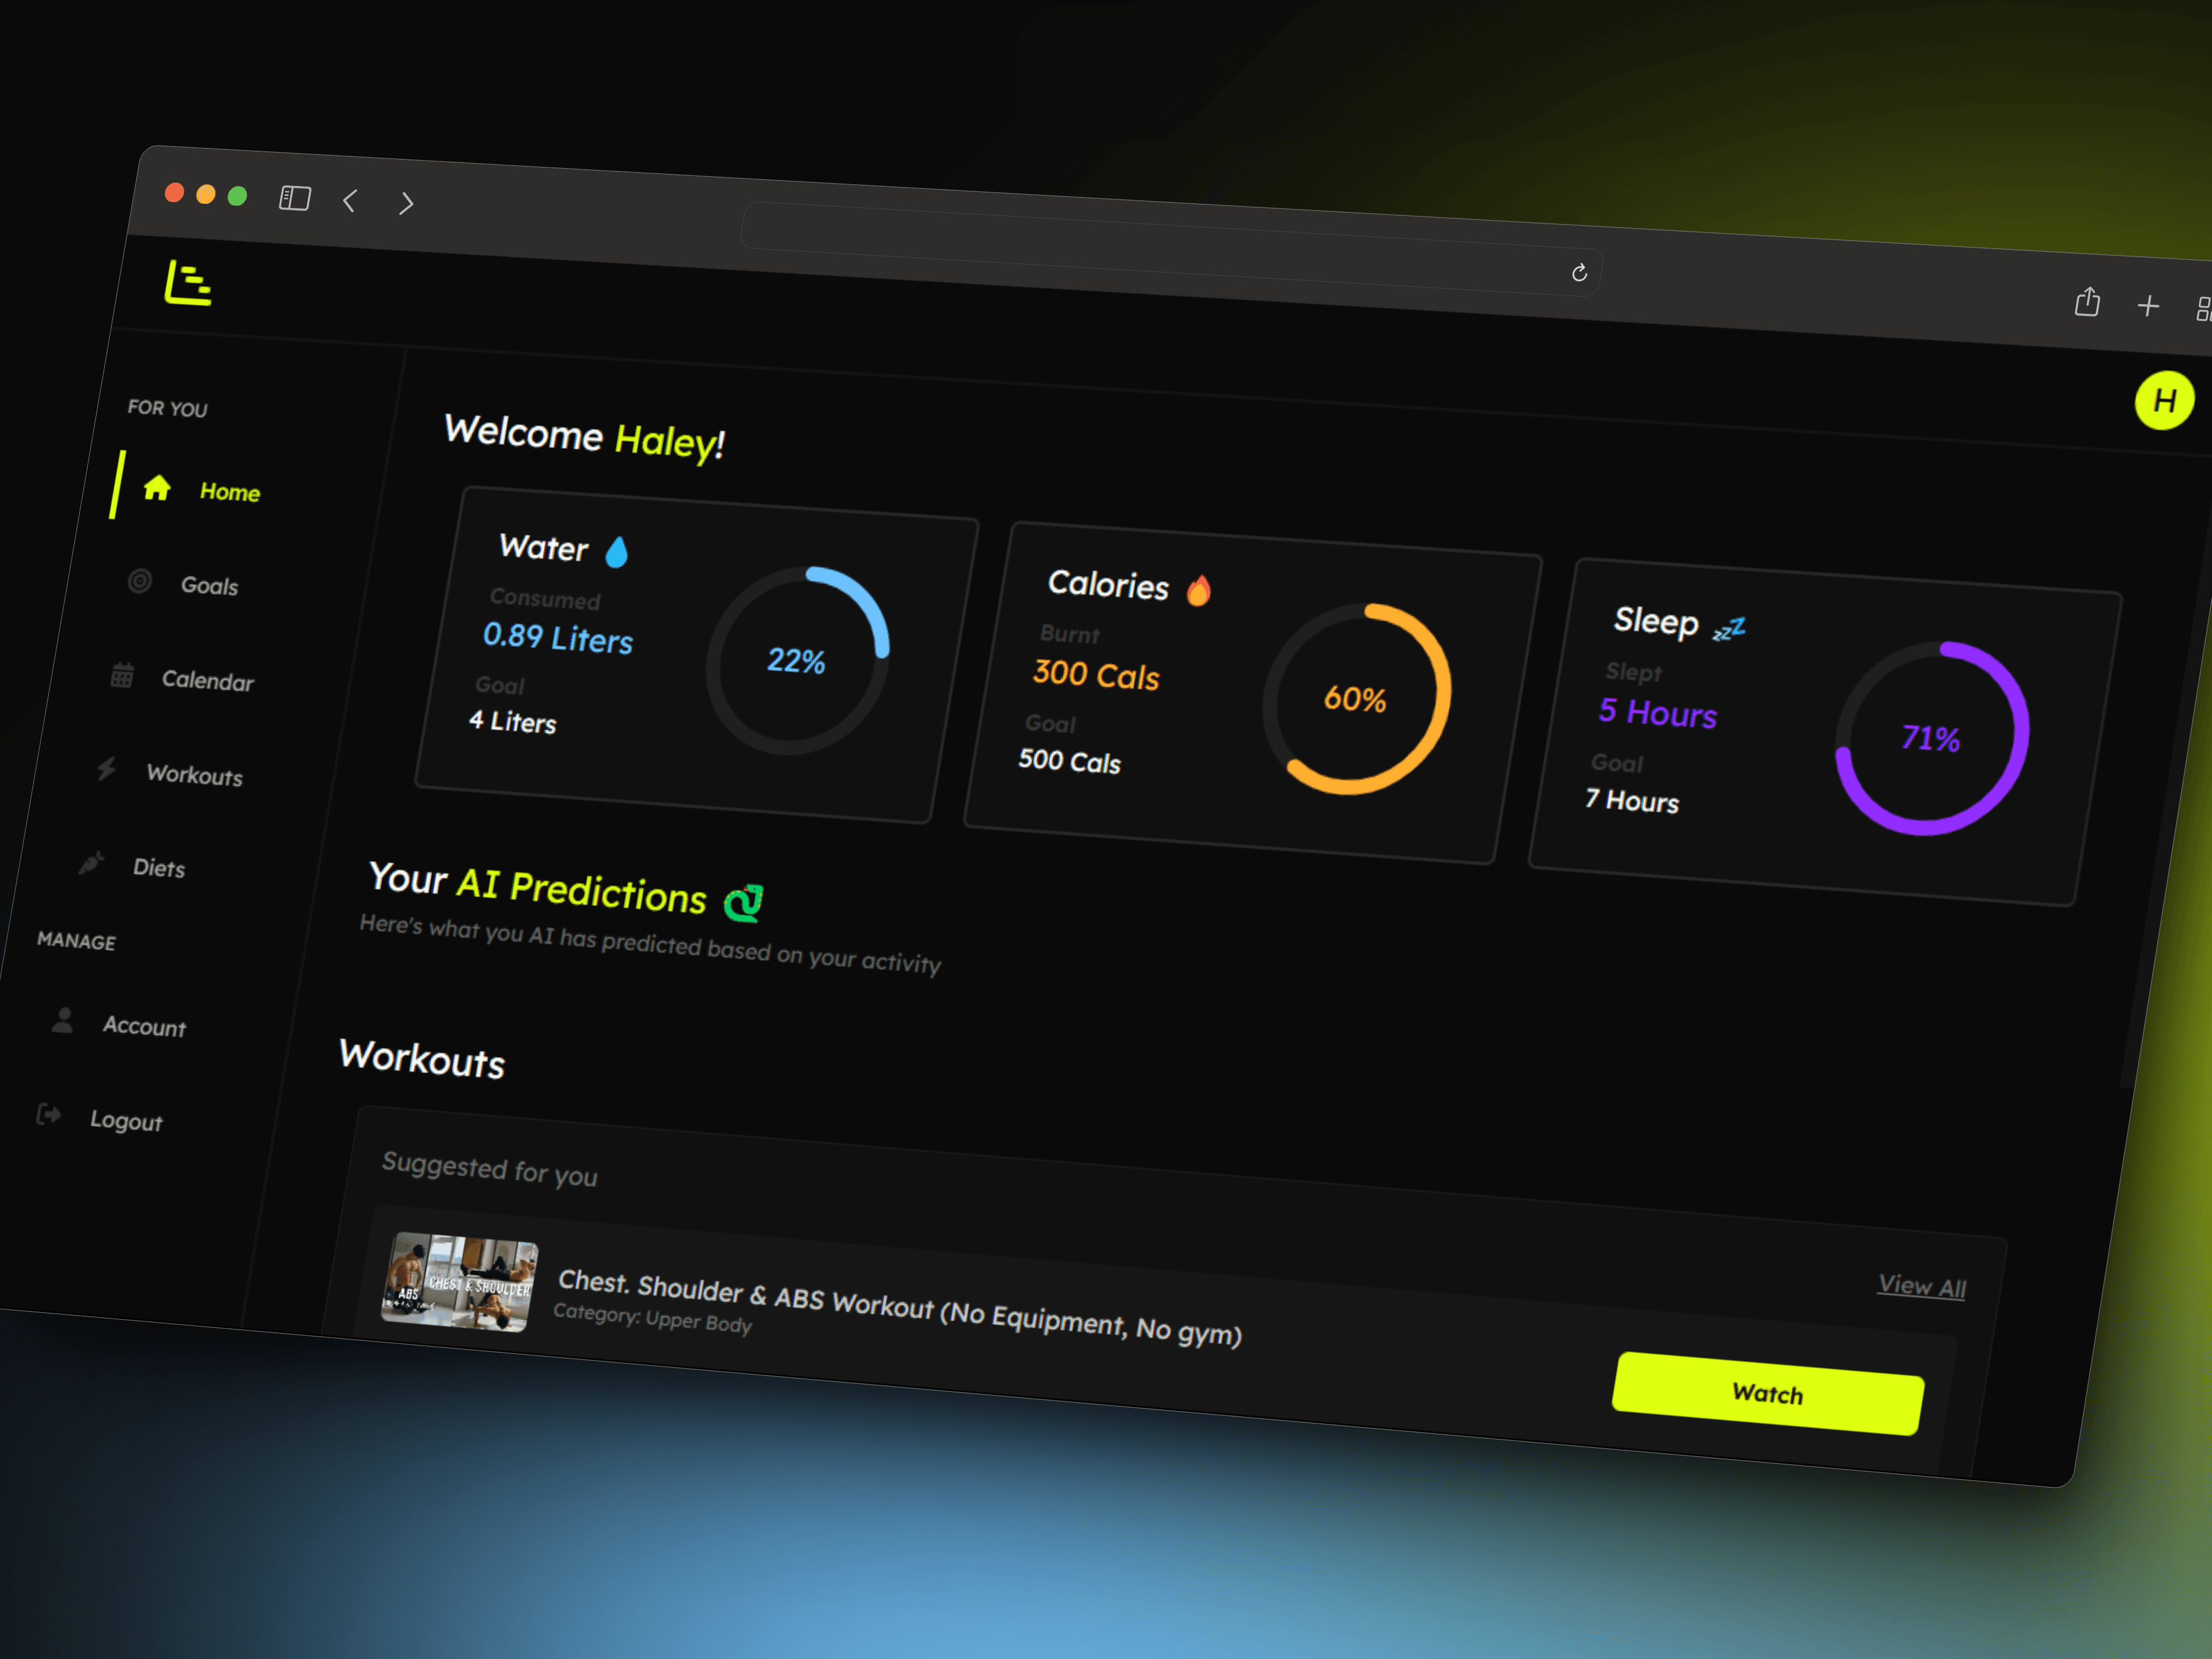 H
FOR YOU
Home
Goals
Calendar
Workouts
Diets
MANAGE
Account
Logout
Welcome Haley!
Water
Consumed
0.89 Liters
Goal
4 Liters
22%
Calories
Burnt
300 Cals
Goal
500 Cals
60%
Sleep zzZ
Slept
5 Hours
Goal
7 Hours
71%
Your AI Predictions
Here's what you AI has predicted based on your activity
Workouts
Suggested for you
View All
ABS
CHEST & SHOULDER
Chest. Shoulder & ABS Workout (No Equipment, No gym)
Category: Upper Body
Watch